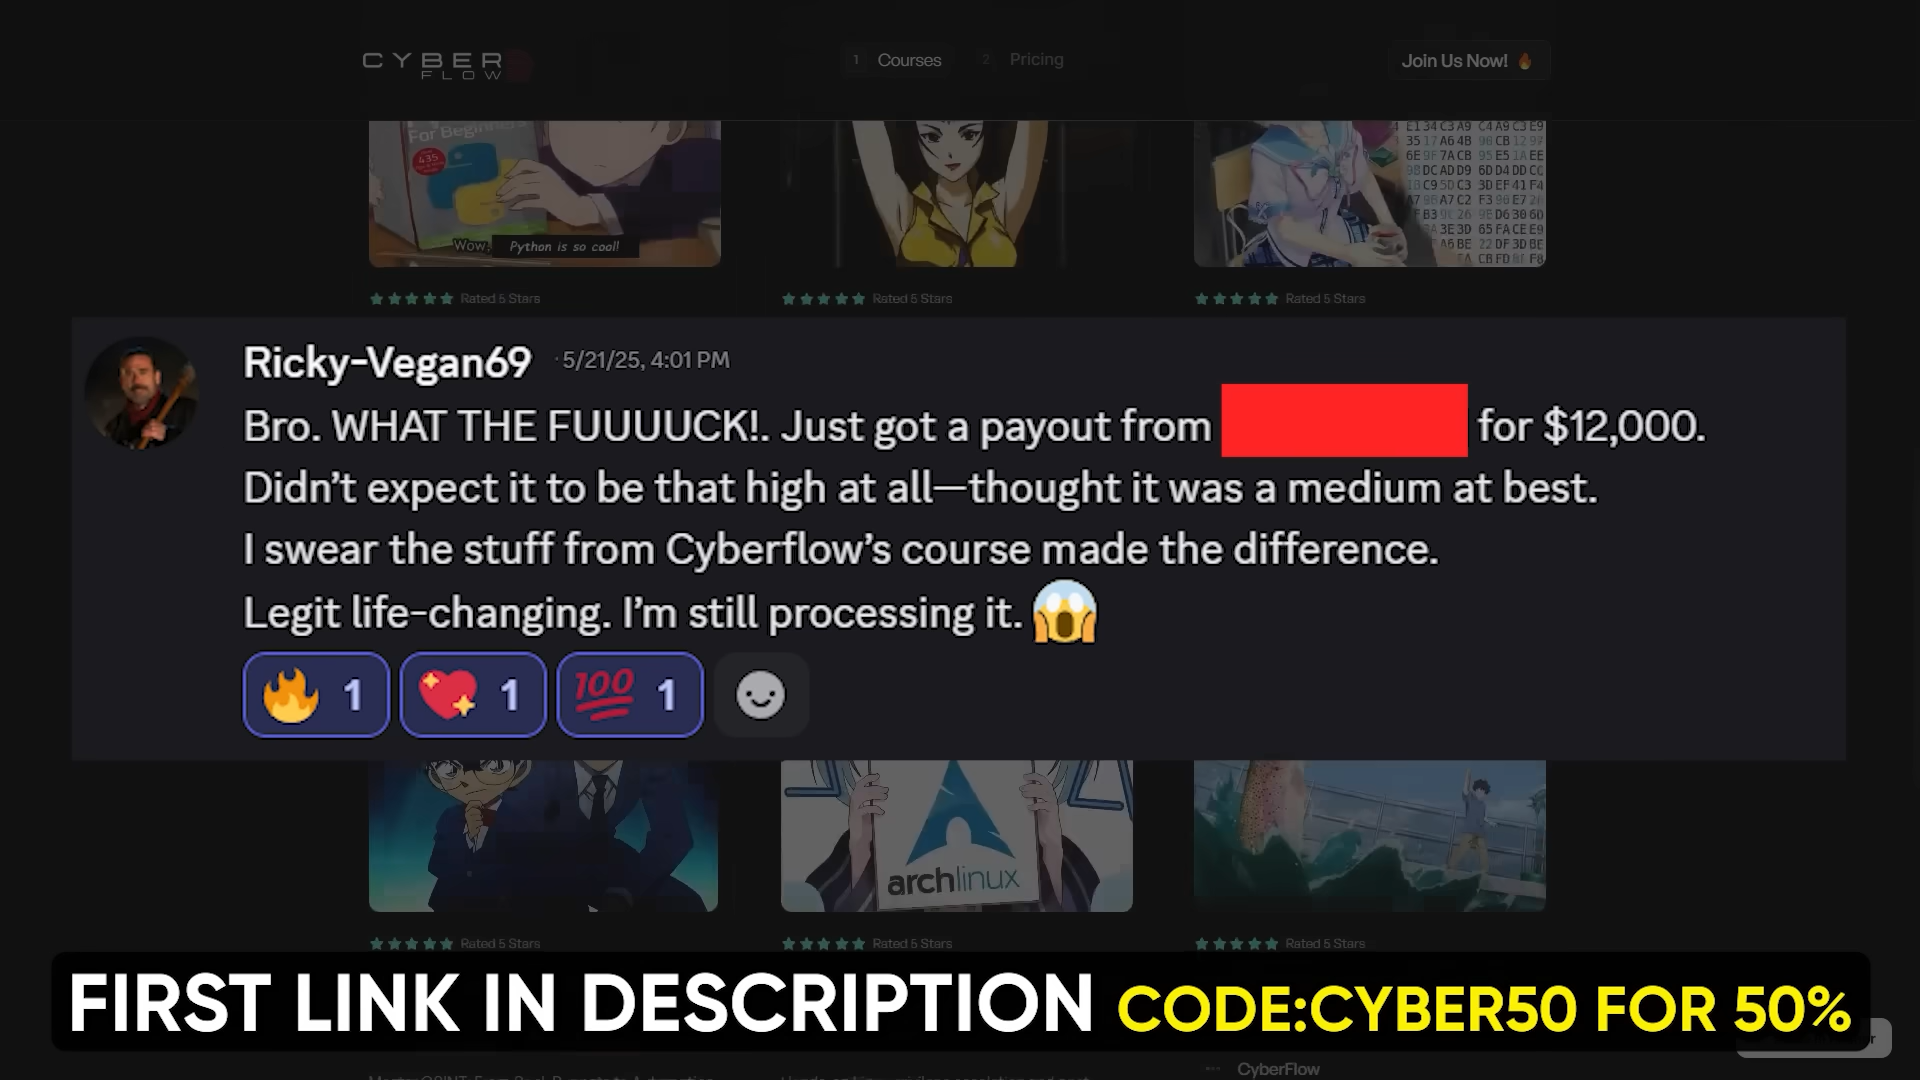 CYBER
FLOW
1 Courses 2 Pricing
Join Us Now! 🔥
For Beginners
435
Wow, Python is so cool!
Rated 5 Stars
Rated 5 Stars
Rated 5 Stars
Ricky-Vegan69 · 5/21/25, 4:01 PM
Bro. WHAT THE FUUUUCK!. Just got a payout from for $12,000.
Didn't expect it to be that high at all—thought it was a medium at best.
I swear the stuff from Cyberflow's course made the difference.
Legit life-changing. I'm still processing it. 😱
🔥 1 💖 1 💯 1
archlinux
Rated 5 Stars
Rated 5 Stars
Rated 5 Stars
FIRST LINK IN DESCRIPTION CODE:CYBER50 FOR 50%
CyberFlow